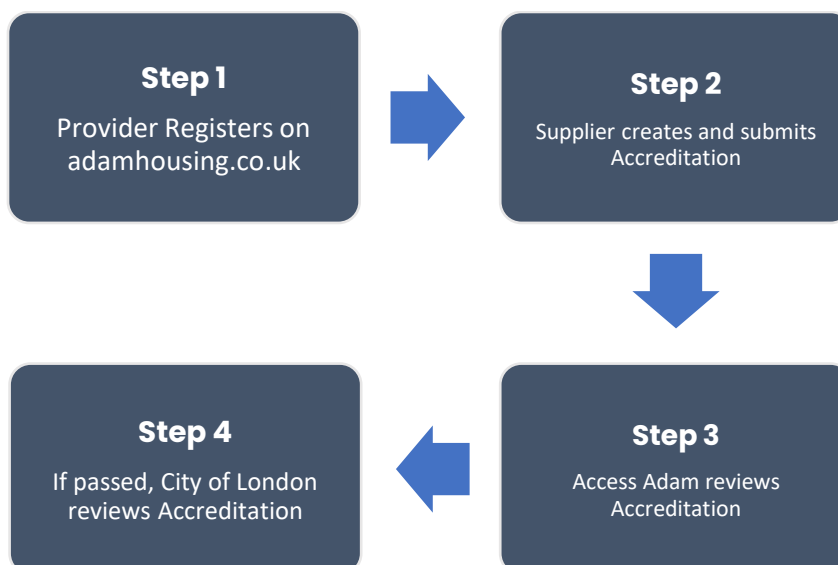 Step 1
Provider Registers on
adamhousing.co.uk
Step 2
Supplier creates and submits
Accreditation
Step 3
Access Adam reviews
Accreditation
Step 4
If passed, City of London
reviews Accreditation